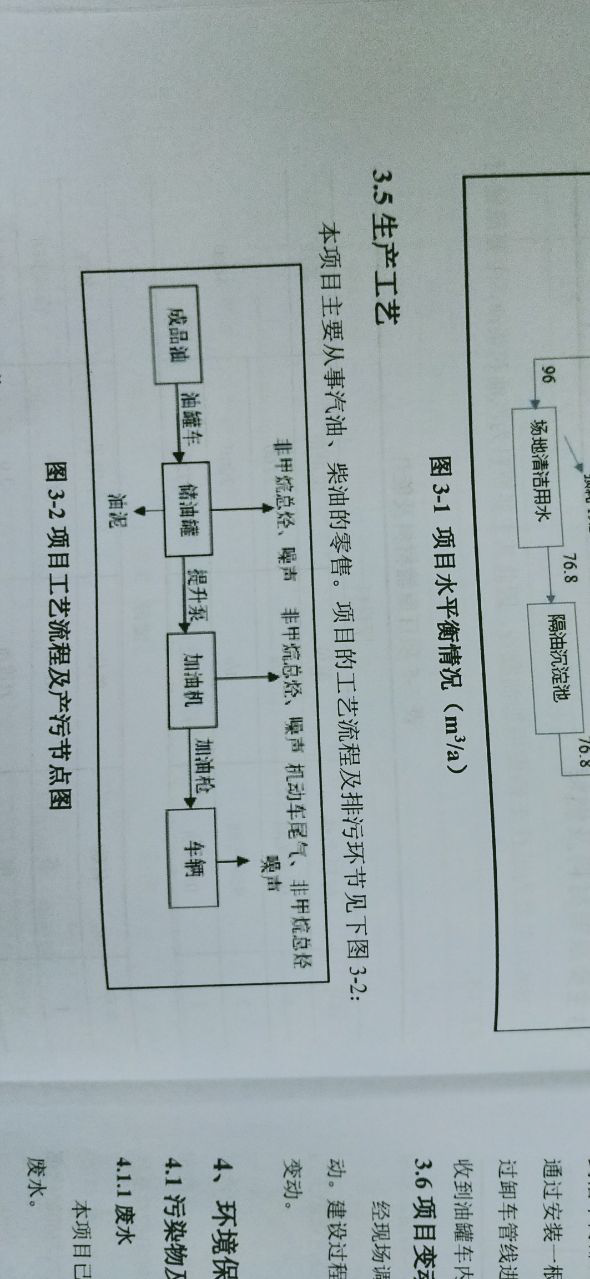 96
场地清洁用水
76.8
隔油沉淀池
76.8
图 3-1 项目水平衡情况（m³/a）
3.5 生产工艺
本项目主要从事汽油、柴油的零售。项目的工艺流程及排污环节见下图 3-2:
非甲烷总烃、噪声
非甲烷总烃、噪声
机动车尾气、非甲烷总烃
噪声
成品油
油罐车
储油罐
提升泵
加油机
加油枪
车辆
油泥
图 3-2 项目工艺流程及产污节点图
通过安装一根
过卸车管线进
收到油罐车内
3.6 项目变
经现场调
动。建设过程
变动。
4、环境保
4.1 污染物及
4.1.1 废水
本项目已
废水。